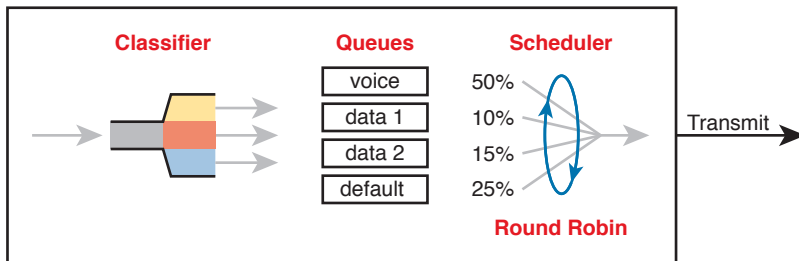 Classifier
Queues
Scheduler
voice
50%
data 1
10%
Transmit
data 2
15%
default
25%
Round Robin